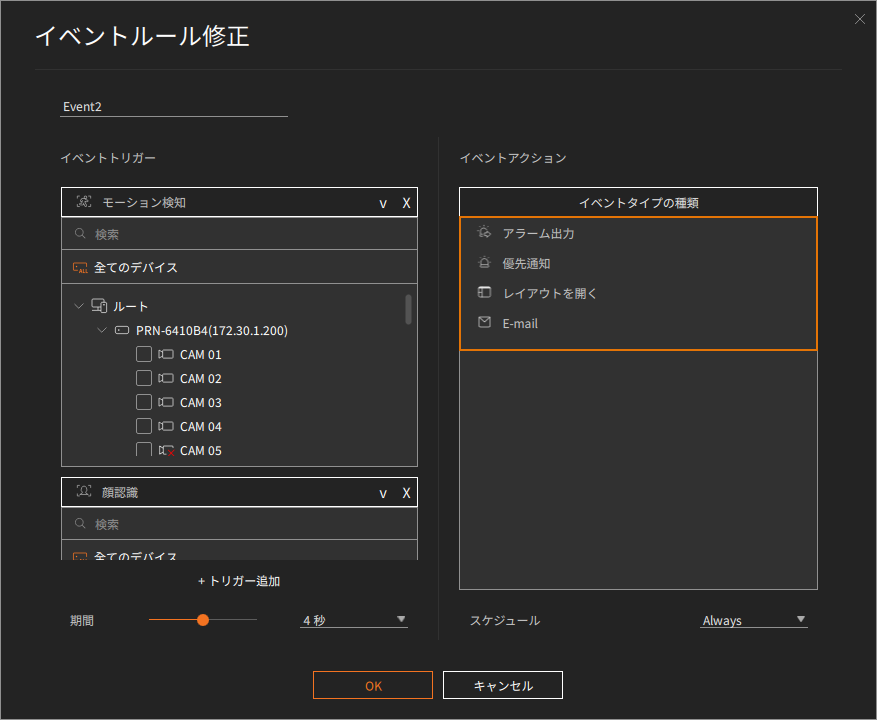 イベントルール修正
Event2
イベントトリガー
モーション検知 v X
検索
ALL 全てのデバイス
ルート
PRN-6410B4(172.30.1.200)
CAM 01
CAM 02
CAM 03
CAM 04
CAM 05
顔認識 v X
検索
全てのデバイス
+ トリガー追加
期間 4 秒
イベントアクション
イベントタイプの種類
アラーム出力
優先通知
レイアウトを開く
E-mail
スケジュール Always
OK キャンセル